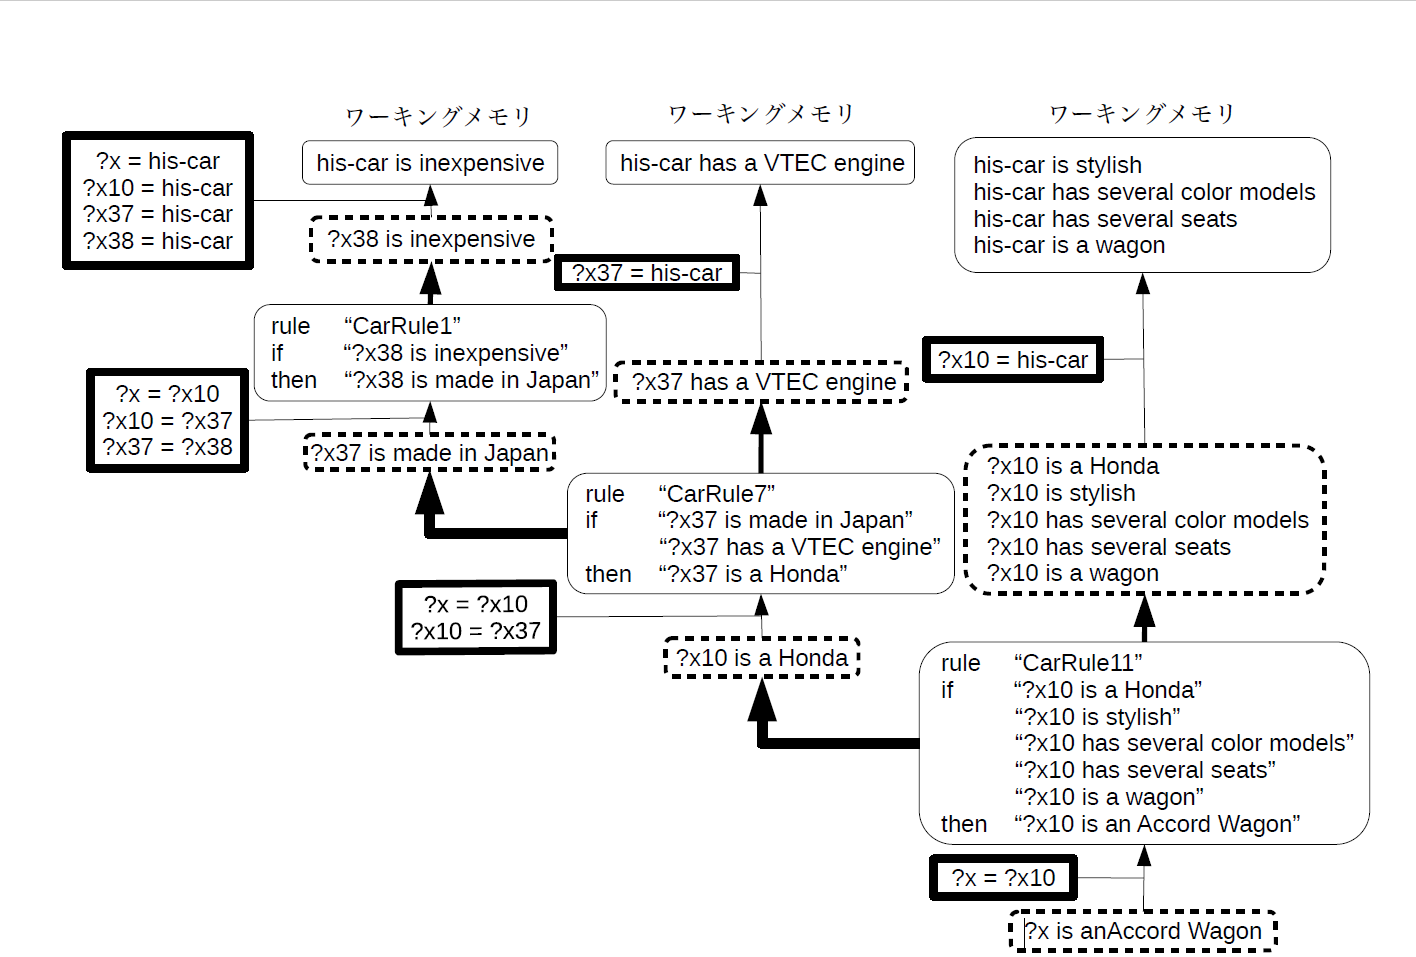 ワーキングメモリ
ワーキングメモリ
ワーキングメモリ
?x = his-car
?x10 = his-car
?x37 = his-car
?x38 = his-car
his-car is inexpensive
his-car has a VTEC engine
his-car is stylish
his-car has several color models
his-car has several seats
his-car is a wagon
?x38 is inexpensive
?x37 = his-car
rule “CarRule1”
if “?x38 is inexpensive”
then “?x38 is made in Japan”
?x10 = his-car
?x37 has a VTEC engine
?x = ?x10
?x10 = ?x37
?x37 = ?x38
?x37 is made in Japan
?x10 is a Honda
?x10 is stylish
?x10 has several color models
?x10 has several seats
?x10 is a wagon
rule “CarRule7”
if “?x37 is made in Japan”
“?x37 has a VTEC engine”
then “?x37 is a Honda”
?x = ?x10
?x10 = ?x37
?x10 is a Honda
rule “CarRule11”
if “?x10 is a Honda”
“?x10 is stylish”
“?x10 has several color models”
“?x10 has several seats”
“?x10 is a wagon”
then “?x10 is an Accord Wagon”
?x = ?x10
?x is anAccord Wagon